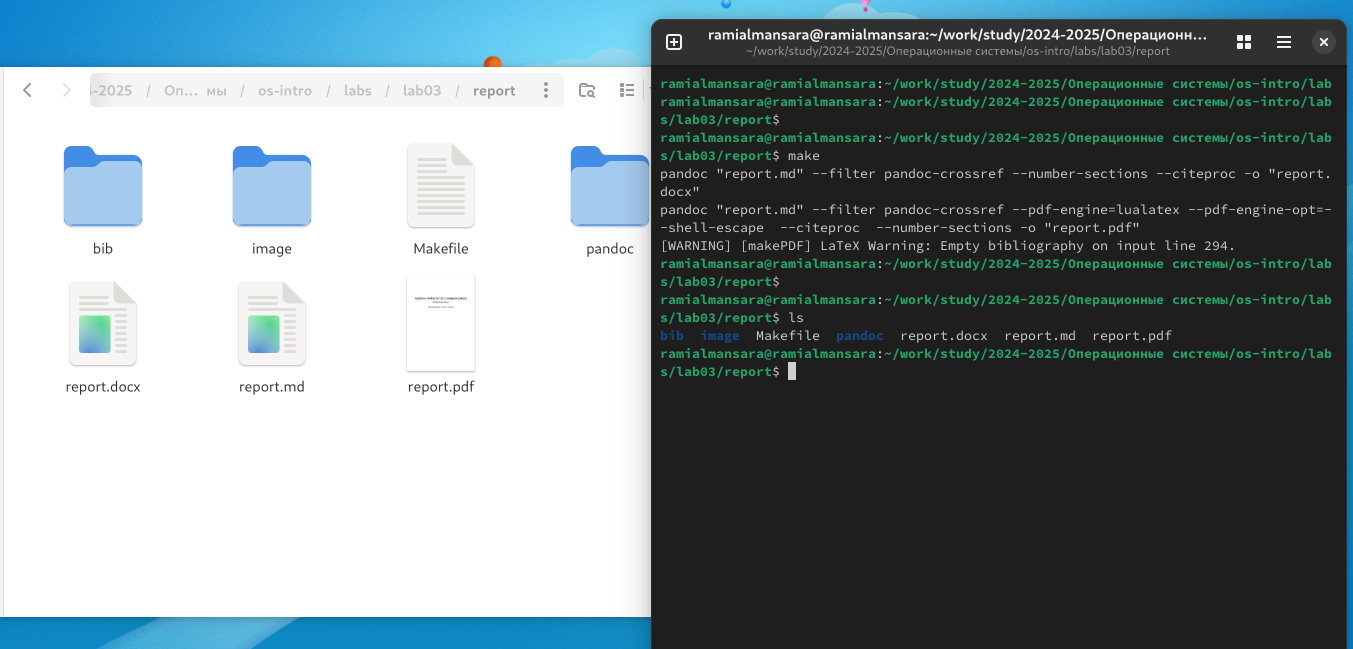 -2025 / Оп… мы / os-intro / labs / lab03 / report
bib
image
Makefile
pandoc
report.docx
report.md
report.pdf
ramialmansara@ramialmansara:~/work/study/2024-2025/Операционн…
~/work/study/2024-2025/Операционные системы/os-intro/labs/lab03/report
ramialmansara@ramialmansara:~/work/study/2024-2025/Операционные системы/os-intro/lab
ramialmansara@ramialmansara:~/work/study/2024-2025/Операционные системы/os-intro/lab
s/lab03/report$
ramialmansara@ramialmansara:~/work/study/2024-2025/Операционные системы/os-intro/lab
s/lab03/report$ make
pandoc "report.md" --filter pandoc-crossref --number-sections --citeproc -o "report.
docx"
pandoc "report.md" --filter pandoc-crossref --pdf-engine=lualatex --pdf-engine-opt=-
-shell-escape  --citeproc  --number-sections -o "report.pdf"
[WARNING] [makePDF] LaTeX Warning: Empty bibliography on input line 294.
ramialmansara@ramialmansara:~/work/study/2024-2025/Операционные системы/os-intro/lab
s/lab03/report$
ramialmansara@ramialmansara:~/work/study/2024-2025/Операционные системы/os-intro/lab
s/lab03/report$ ls
bib  image  Makefile  pandoc  report.docx  report.md  report.pdf
ramialmansara@ramialmansara:~/work/study/2024-2025/Операционные системы/os-intro/lab
s/lab03/report$